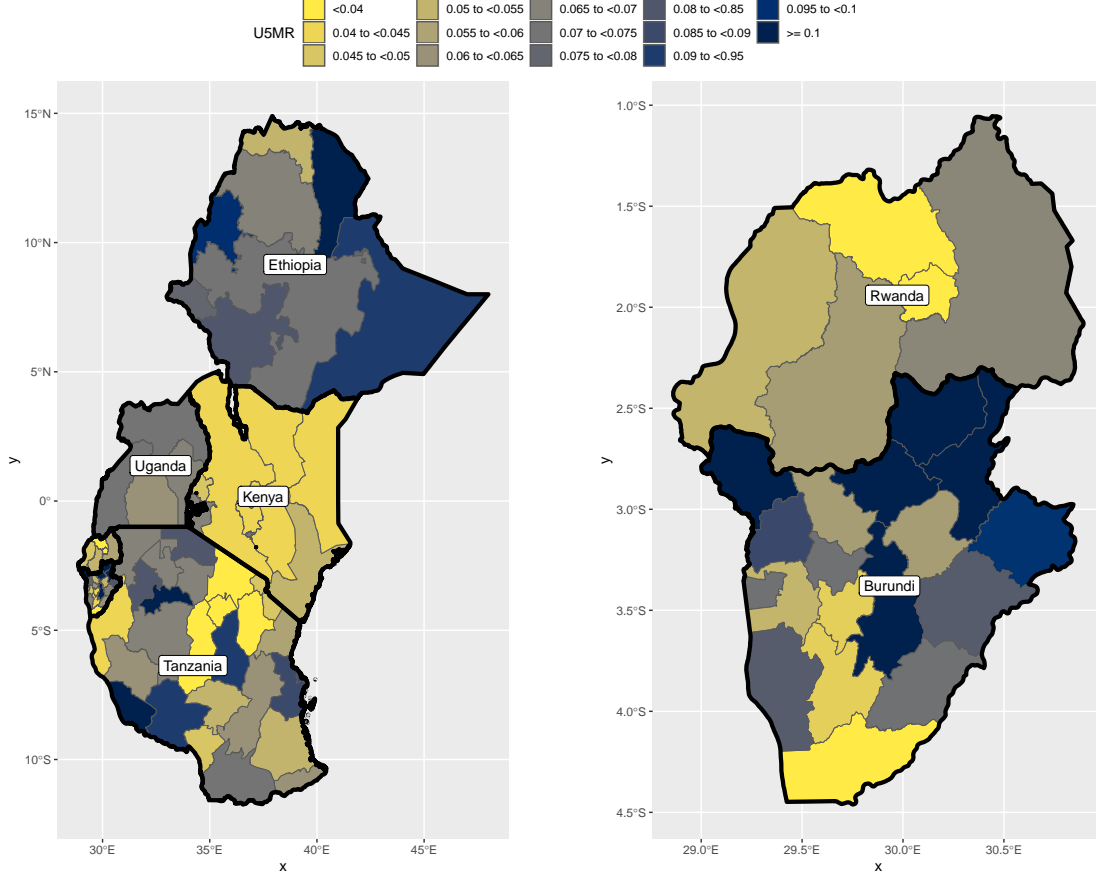 <0.04 0.05 to <0.055 0.065 to <0.07 0.08 to <0.85 0.095 to <0.1
U5MR 0.04 to <0.045 0.055 to <0.06 0.07 to <0.075 0.085 to <0.09 >= 0.1
0.045 to <0.05 0.06 to <0.065 0.075 to <0.08 0.09 to <0.95
15°N
10°N
5°N
0°
5°S
10°S
y
Ethiopia
Uganda
Kenya
Tanzania
30°E 35°E 40°E 45°E
x
1.0°S
1.5°S
2.0°S
2.5°S
3.0°S
3.5°S
4.0°S
4.5°S
y
Rwanda
Burundi
29.0°E 29.5°E 30.0°E 30.5°E
x